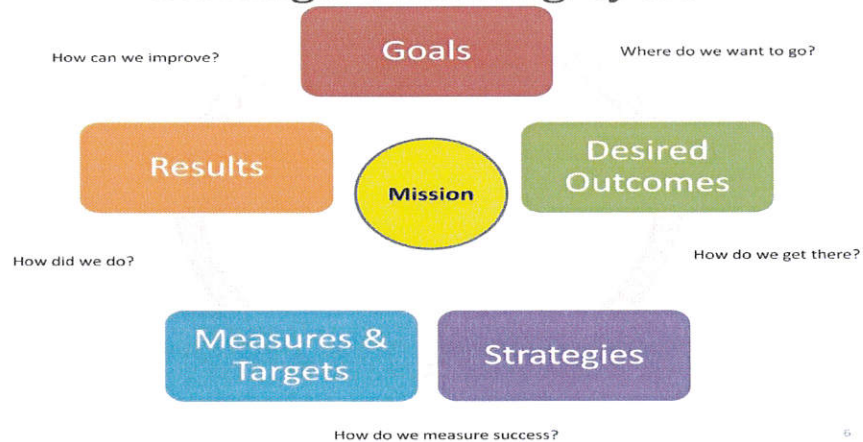 Goals
How can we improve?
Where do we want to go?
Results
Desired
Outcomes
Mission
How did we do?
How do we get there?
Measures &
Targets
Strategies
How do we measure success?
6